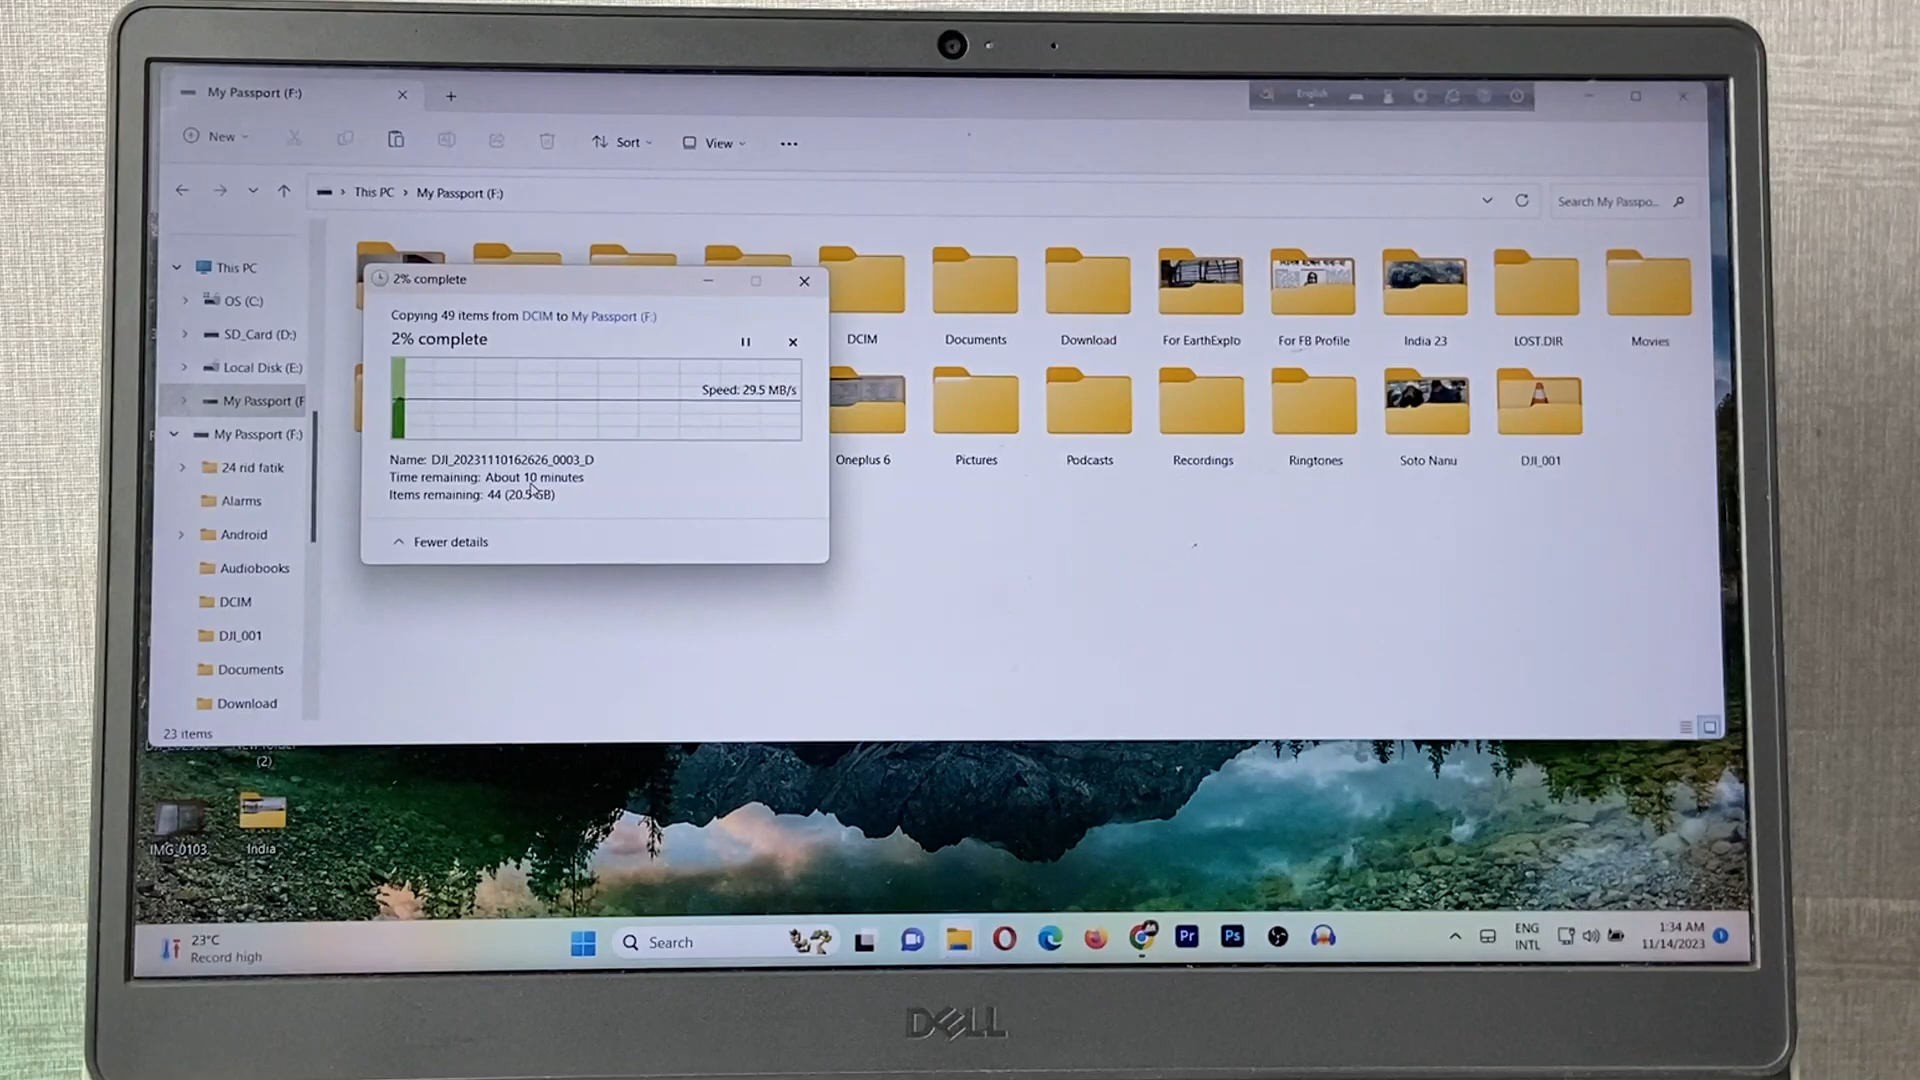 My Passport (F:)
English
New
Sort
View
This PC > My Passport (F:)
Search My Passpo...
This PC
OS (C:)
SD_Card (D:)
Local Disk (E:)
My Passport (F
My Passport (F:)
24 rid fatik
Alarms
Android
Audiobooks
DCIM
DJI_001
Documents
Download
23 items
2% complete
Copying 49 items from DCIM to My Passport (F:)
2% complete
Speed: 29.5 MB/s
Name: DJI_20231110162626_0003_D
Time remaining: About 10 minutes
Items remaining: 44 (20.5 GB)
Fewer details
DCIM
Documents
Download
For EarthExplo
For FB Profile
India 23
LOST.DIR
Movies
Oneplus 6
Pictures
Podcasts
Recordings
Ringtones
Soto Nanu
DJI_001
(2)
IMG_0103
India
23°C
Record high
Search
Pr
Ps
ENG
INTL
1:34 AM
11/14/2023
1
DELL